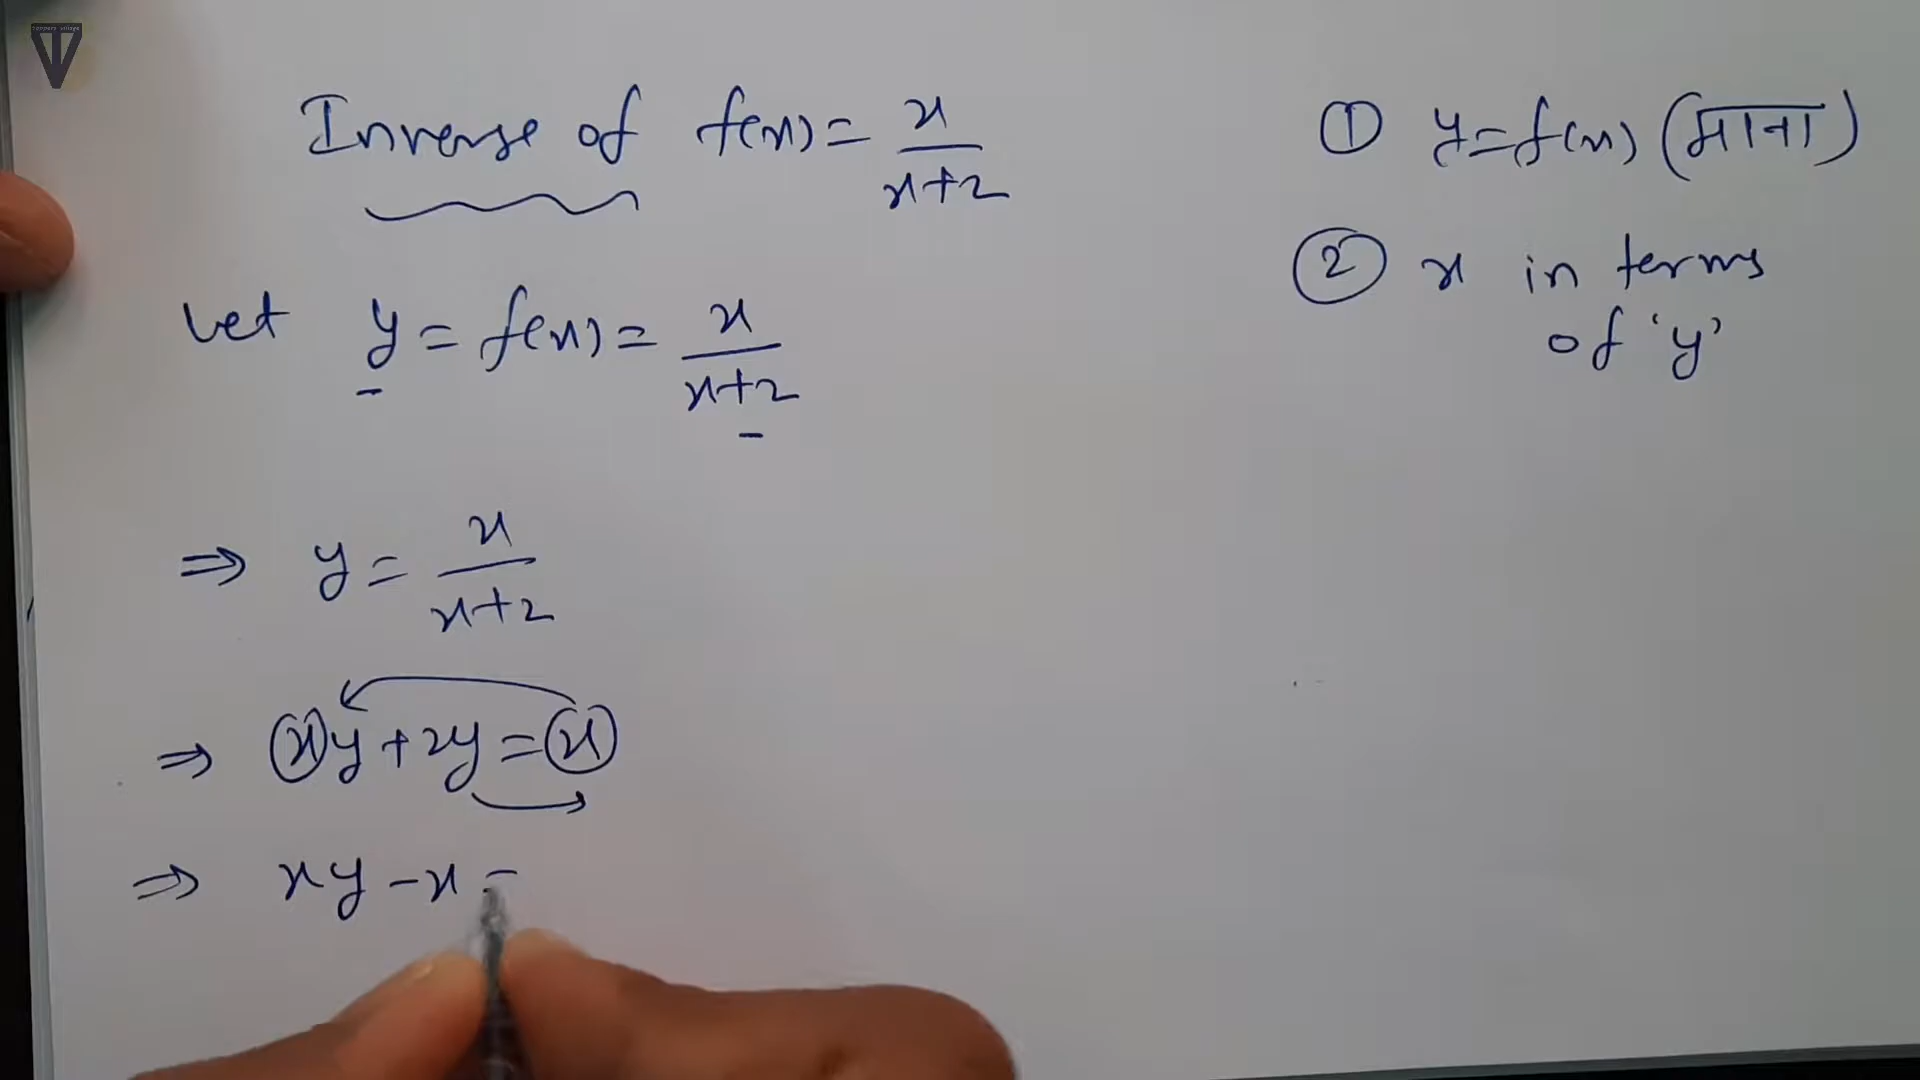 Inverse of f(x) = x/(x+2)
Let y = f(x) = x/(x+2)
⇒ y = x/(x+2)
⇒ xy + 2y = x
⇒ xy - x =
① y = f(x) (माना)
② x in terms
of 'y'